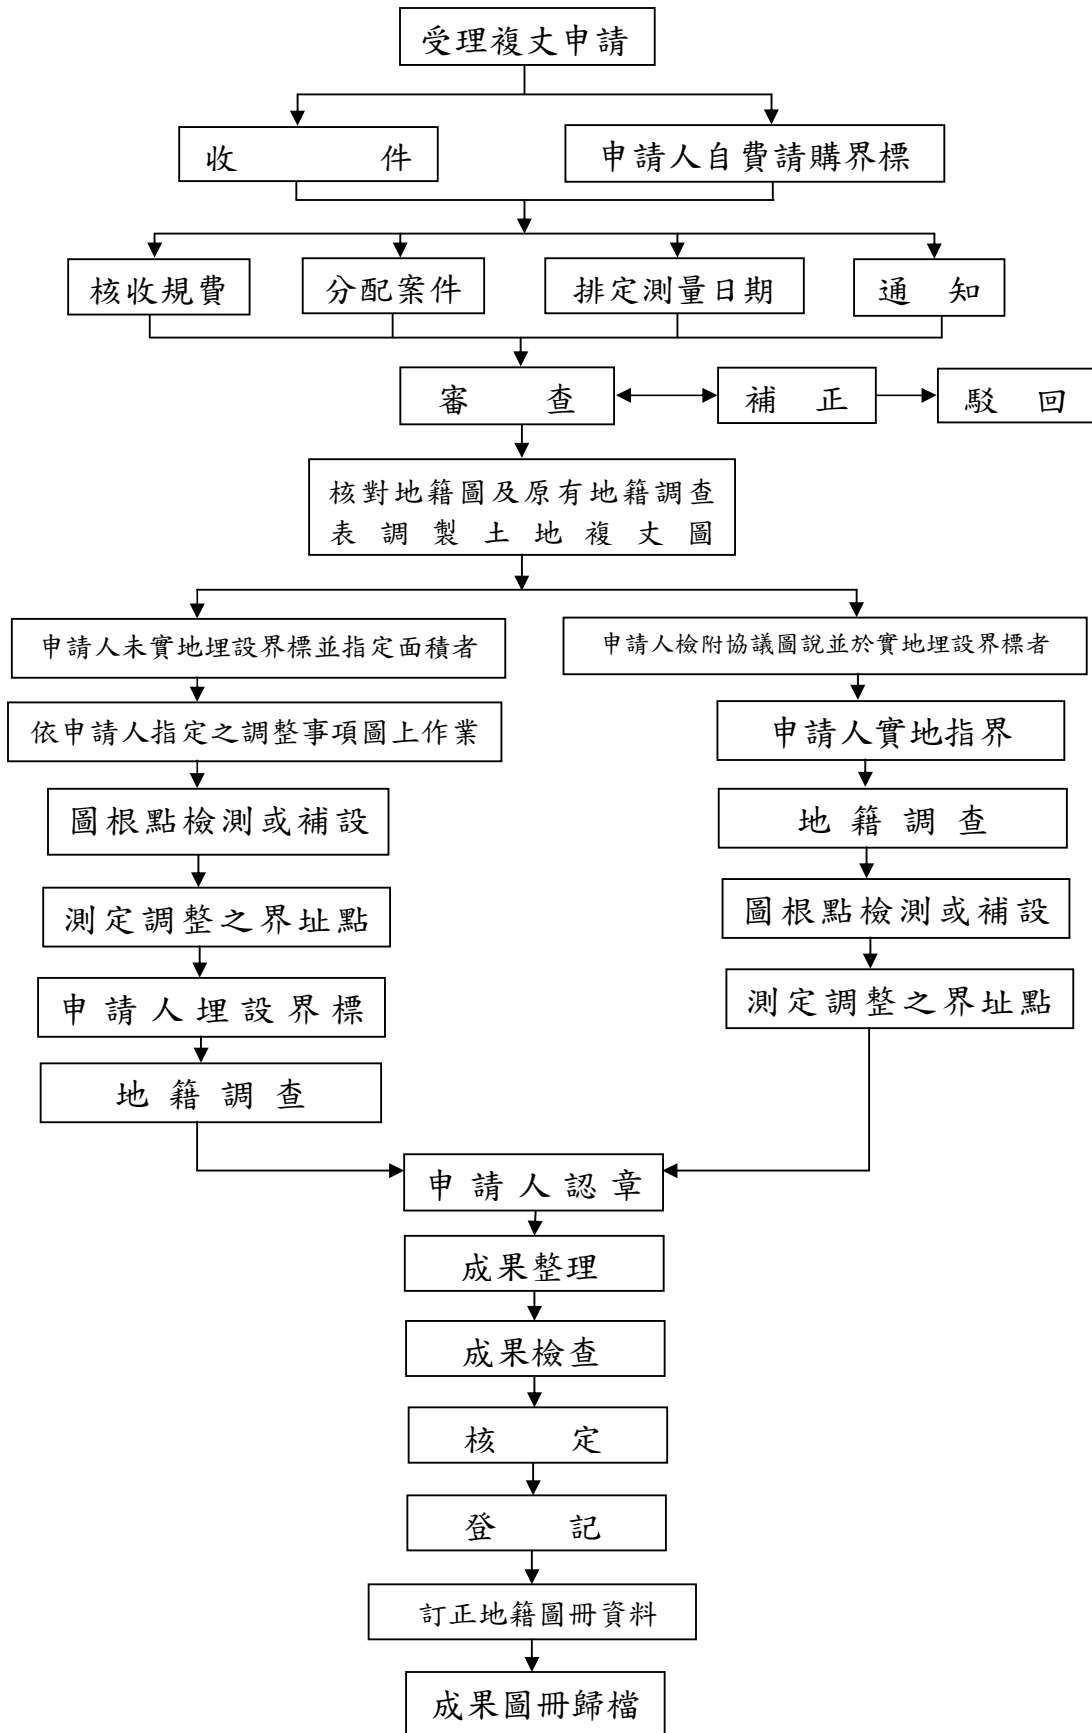 受理複丈申請
收 件
申請人自費請購界標
核收規費
分配案件
排定測量日期
通 知
審 查
補 正
駁 回
核對地籍圖及原有地籍調查
表調製土地複丈圖
申請人未實地埋設界標並指定面積者
申請人檢附協議圖說並於實地埋設界標者
依申請人指定之調整事項圖上作業
申請人實地指界
圖根點檢測或補設
地籍調查
測定調整之界址點
圖根點檢測或補設
申請人埋設界標
測定調整之界址點
地籍調查
申請人認章
成果整理
成果檢查
核 定
登 記
訂正地籍圖冊資料
成果圖冊歸檔